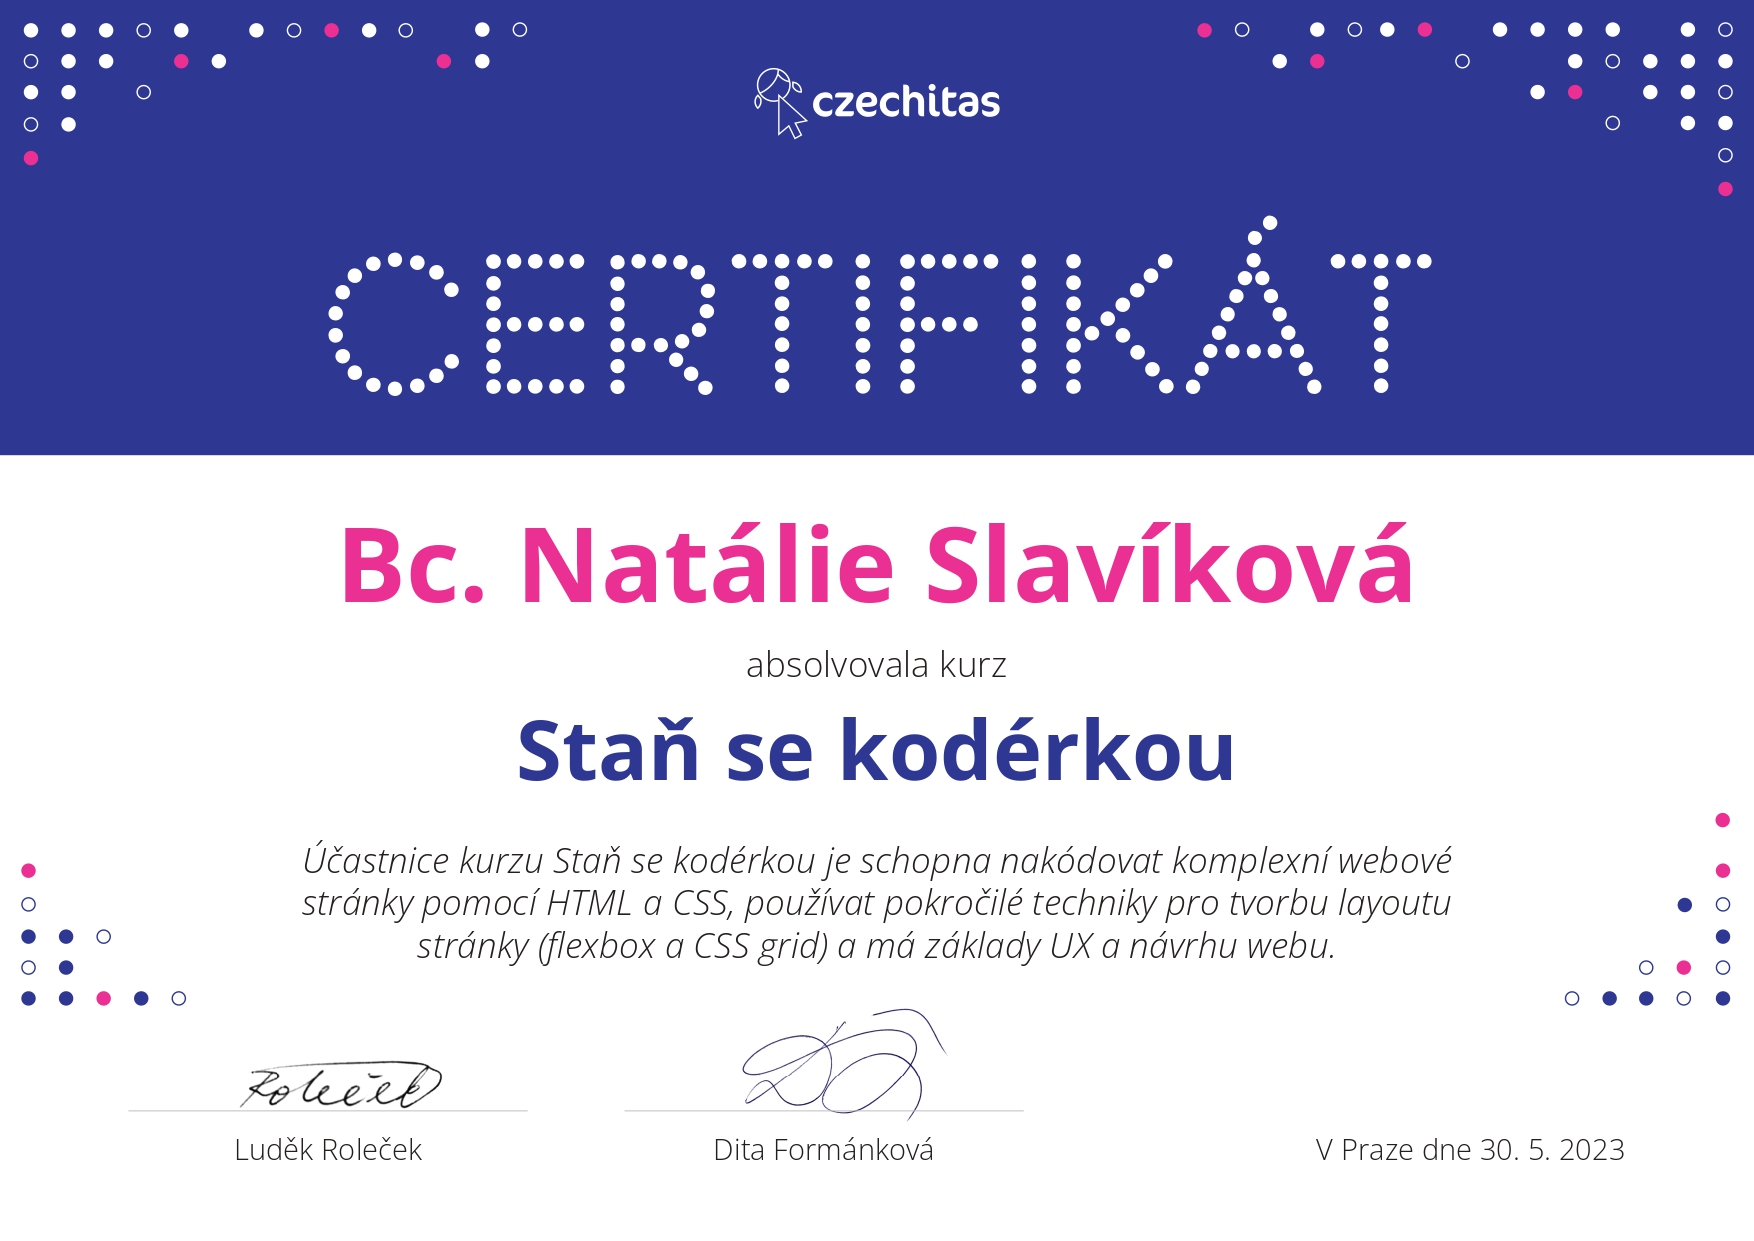 czechitas
CERTIFIKÁT
Bc. Natálie Slavíková
absolvovala kurz
Staň se kodérkou
Účastnice kurzu Staň se kodérkou je schopna nakódovat komplexní webové
stránky pomocí HTML a CSS, používat pokročilé techniky pro tvorbu layoutu
stránky (flexbox a CSS grid) a má základy UX a návrhu webu.
Roleček
Luděk Roleček
Dita Formánková
V Praze dne 30. 5. 2023